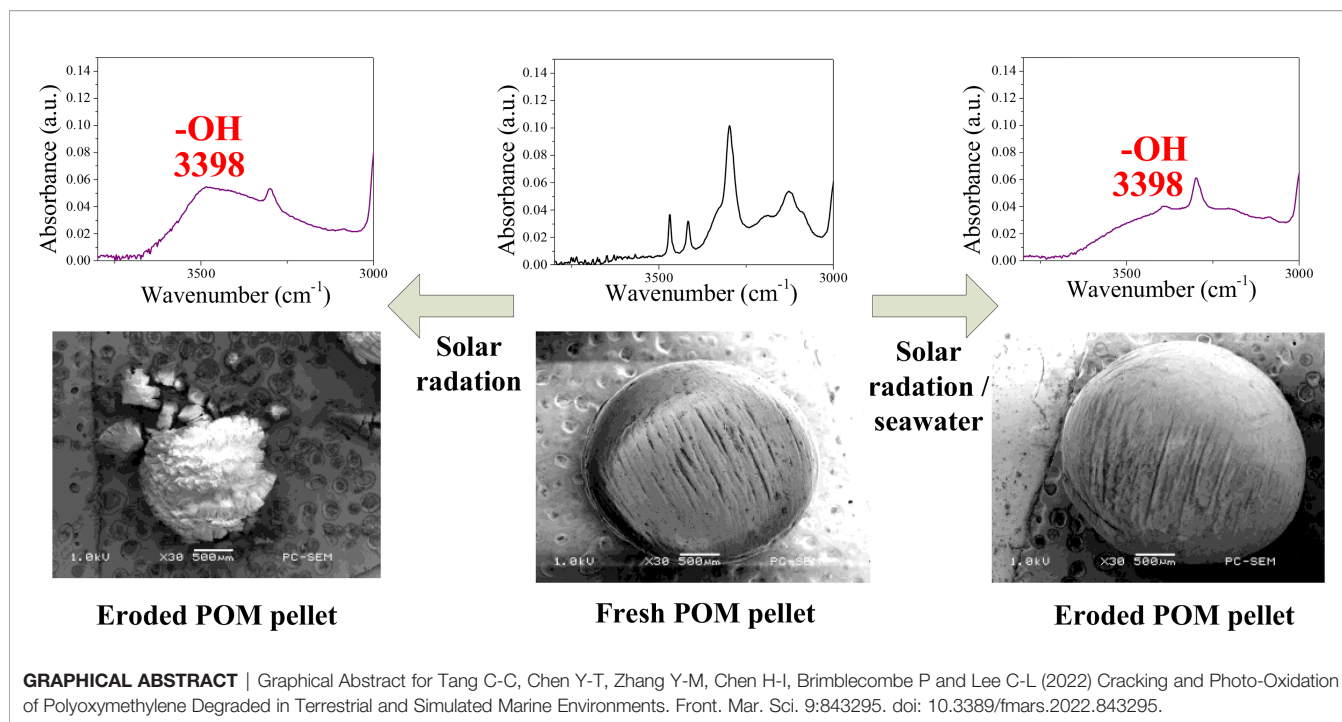 0.14
0.12
0.10
0.08
0.06
0.04
0.02
0.00
Absorbance (a.u.)
-OH
3398
3500
3000
Wavenumber (cm⁻¹)
0.14
0.12
0.10
0.08
0.06
0.04
0.02
0.00
Absorbance (a.u.)
3500
3000
Wavenumber (cm⁻¹)
0.14
0.12
0.10
0.08
0.06
0.04
0.02
0.00
Absorbance (a.u.)
-OH
3398
3500
3000
Wavenumber (cm⁻¹)
Solar
radation
Solar
radation /
seawater
1.0kV X30 500μm PC-SEM
1.0kV X30 500μm PC-SEM
1.0kV X30 500μm PC-SEM
Eroded POM pellet
Fresh POM pellet
Eroded POM pellet
GRAPHICAL ABSTRACT | Graphical Abstract for Tang C-C, Chen Y-T, Zhang Y-M, Chen H-I, Brimblecombe P and Lee C-L (2022) Cracking and Photo-Oxidation
of Polyoxymethylene Degraded in Terrestrial and Simulated Marine Environments. Front. Mar. Sci. 9:843295. doi: 10.3389/fmars.2022.843295.